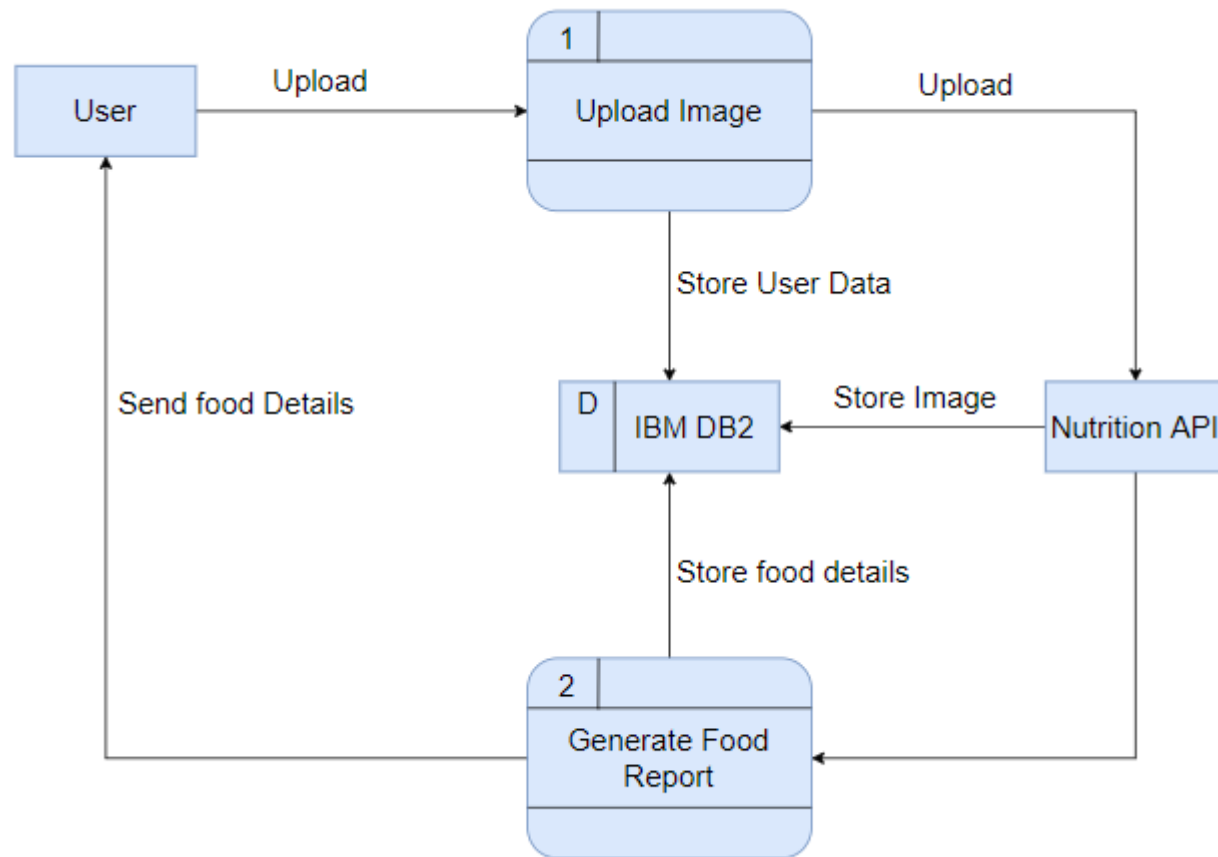 1
User
Upload
Upload Image
Upload
Store User Data
Send food Details
D
IBM DB2
Store Image
Nutrition API
Store food details
2
Generate Food
Report